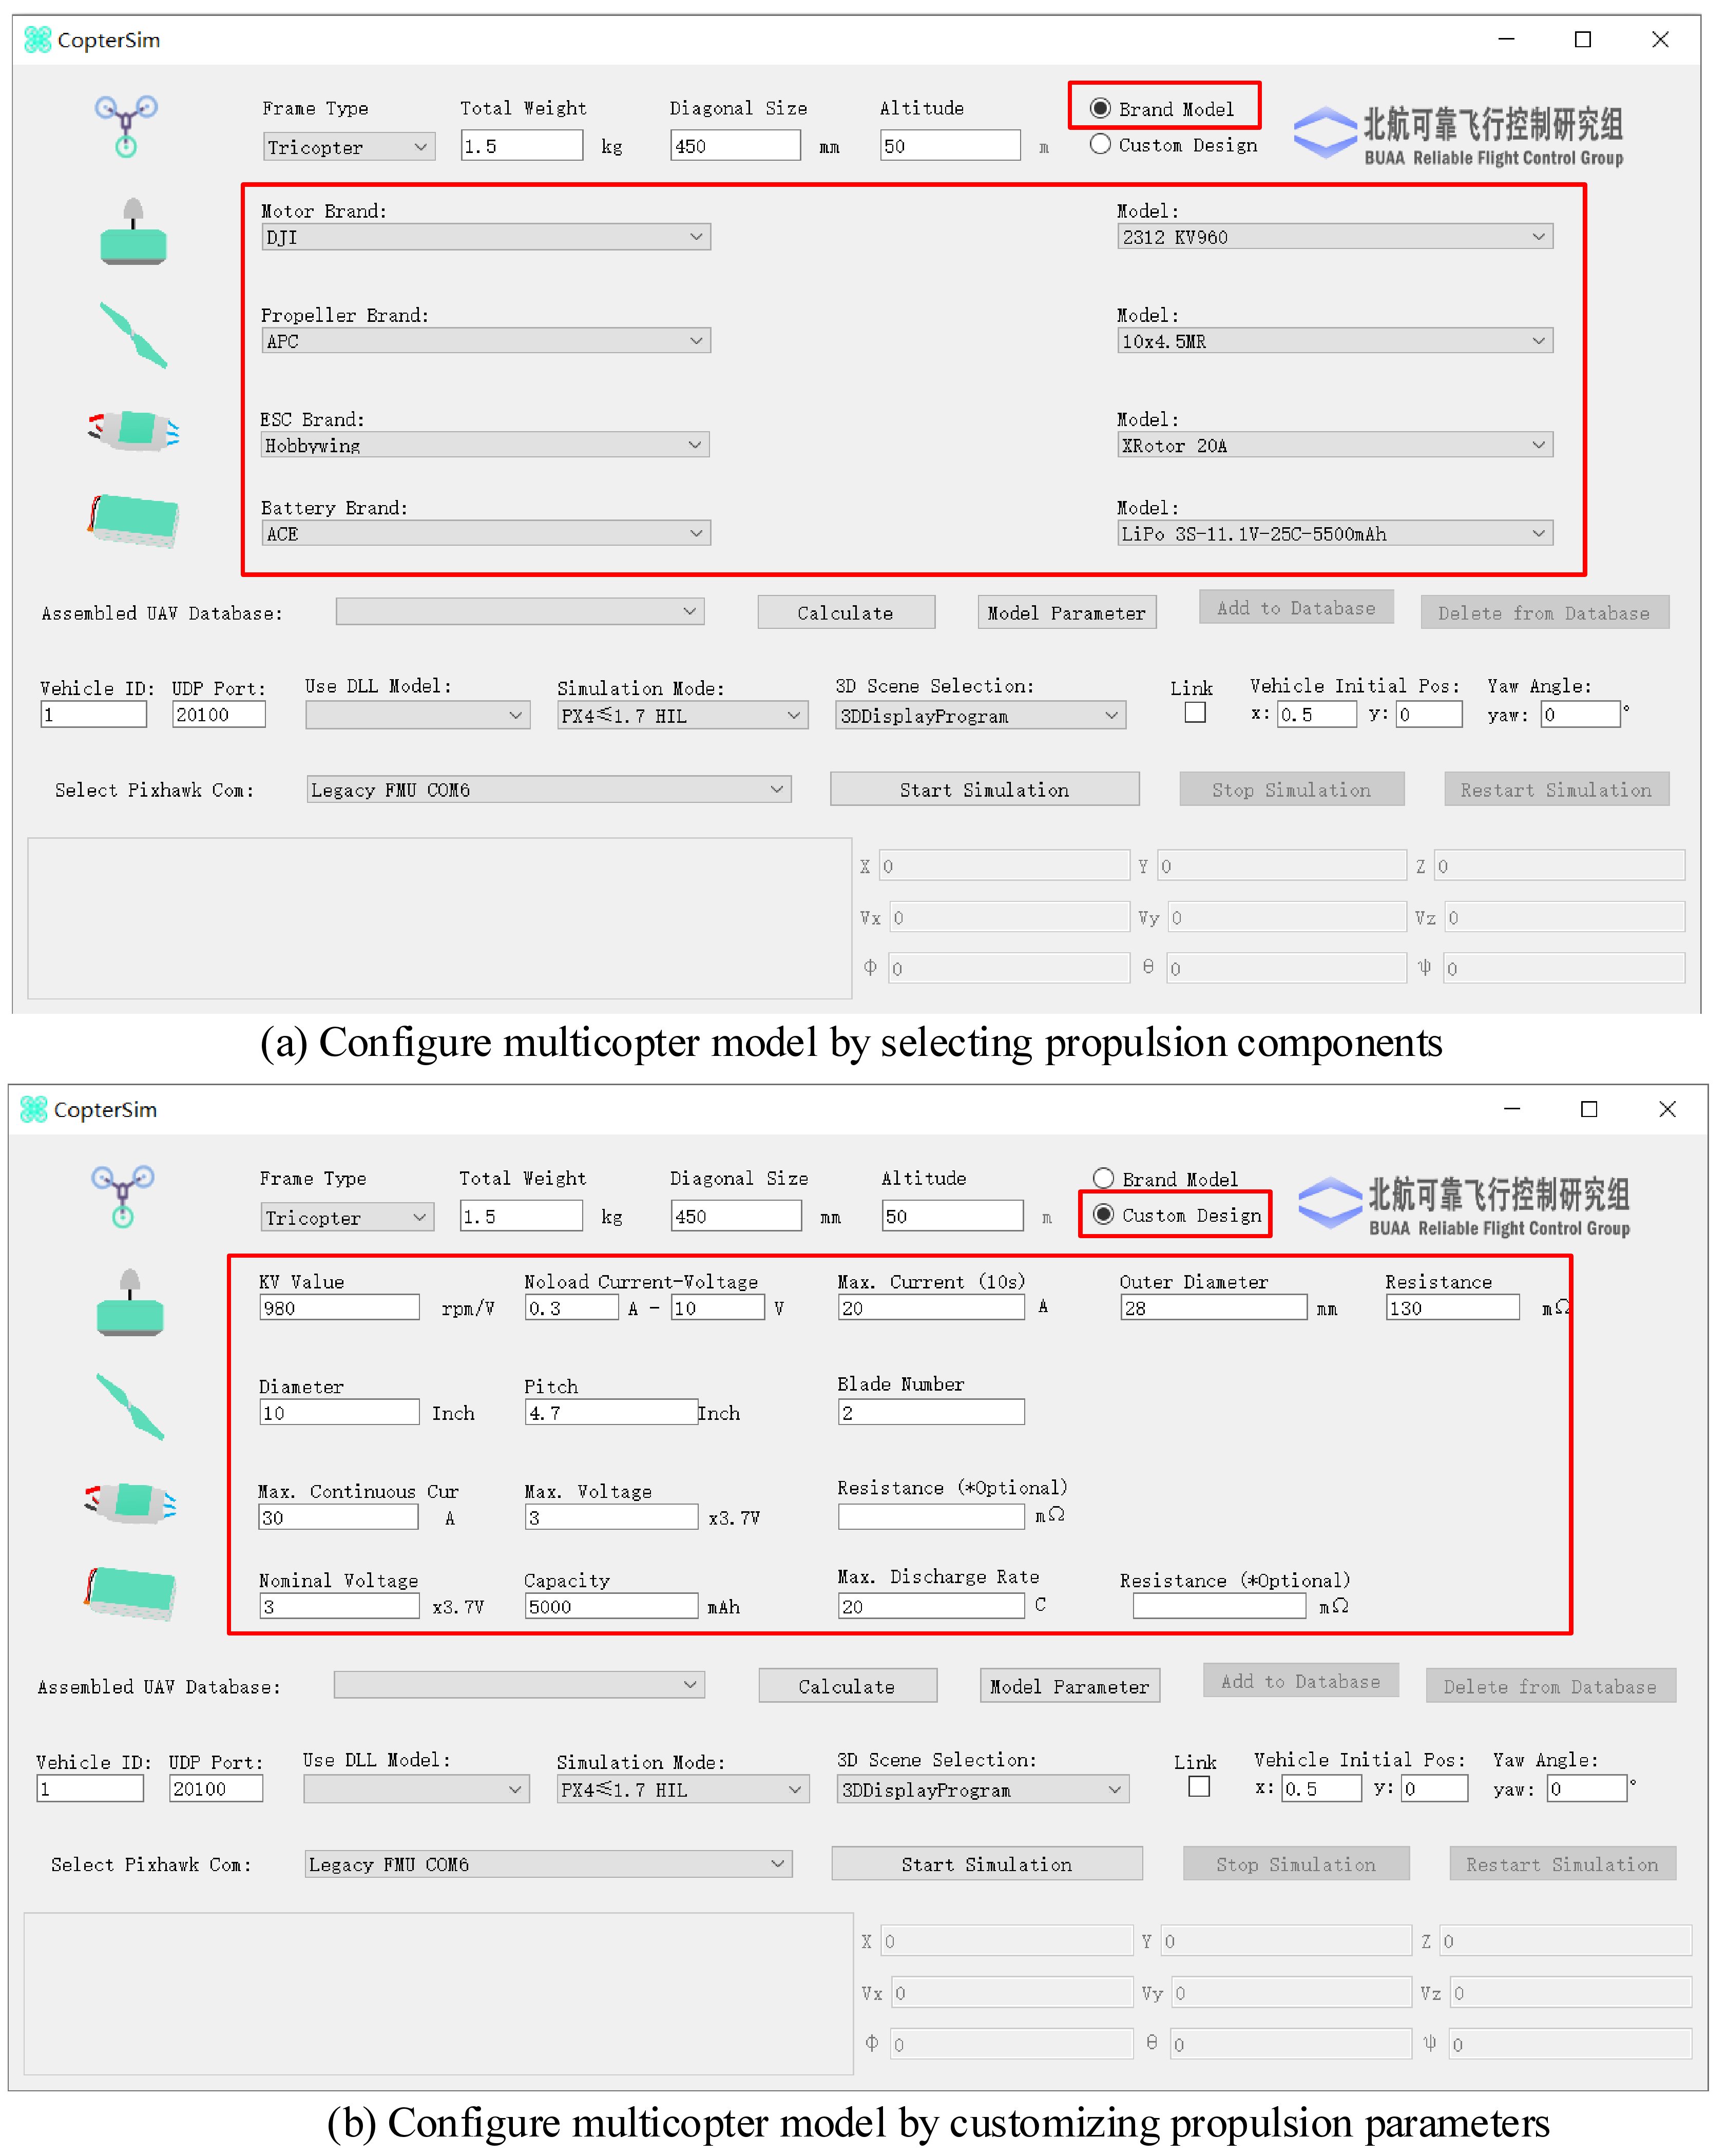 CopterSim
Frame Type Total Weight Diagonal Size Altitude Brand Model
Tricopter 1.5 kg 450 mm 50 m Custom Design
北航可靠飞行控制研究组
BUAA Reliable Flight Control Group
Motor Brand: Model:
DJI 2312 KV960
Propeller Brand: Model:
APC 10x4.5MR
ESC Brand: Model:
Hobbywing XRotor 20A
Battery Brand: Model:
ACE LiPo 3S-11.1V-25C-5500mAh
Assembled UAV Database: Calculate Model Parameter Add to Database Delete from Database
Vehicle ID: UDP Port: Use DLL Model: Simulation Mode: 3D Scene Selection: Link Vehicle Initial Pos: Yaw Angle:
1 20100 PX4≤1.7 HIL 3DDisplayProgram x: 0.5 y: 0 yaw: 0 °
Select Pixhawk Com: Legacy FMU COM6 Start Simulation Stop Simulation Restart Simulation
X 0 Y 0 Z 0
Vx 0 Vy 0 Vz 0
Φ 0 θ 0 ψ 0
(a) Configure multicopter model by selecting propulsion components
CopterSim
Frame Type Total Weight Diagonal Size Altitude Brand Model
Tricopter 1.5 kg 450 mm 50 m Custom Design
北航可靠飞行控制研究组
BUAA Reliable Flight Control Group
KV Value Noload Current-Voltage Max. Current (10s) Outer Diameter Resistance
980 rpm/V 0.3 A - 10 V 20 A 28 mm 130 mΩ
Diameter Pitch Blade Number
10 Inch 4.7 Inch 2
Max. Continuous Cur Max. Voltage Resistance (*Optional)
30 A 3 x3.7V mΩ
Nominal Voltage Capacity Max. Discharge Rate Resistance (*Optional)
3 x3.7V 5000 mAh 20 C mΩ
Assembled UAV Database: Calculate Model Parameter Add to Database Delete from Database
Vehicle ID: UDP Port: Use DLL Model: Simulation Mode: 3D Scene Selection: Link Vehicle Initial Pos: Yaw Angle:
1 20100 PX4≤1.7 HIL 3DDisplayProgram x: 0.5 y: 0 yaw: 0 °
Select Pixhawk Com: Legacy FMU COM6 Start Simulation Stop Simulation Restart Simulation
X 0 Y 0 Z 0
Vx 0 Vy 0 Vz 0
Φ 0 θ 0 ψ 0
(b) Configure multicopter model by customizing propulsion parameters